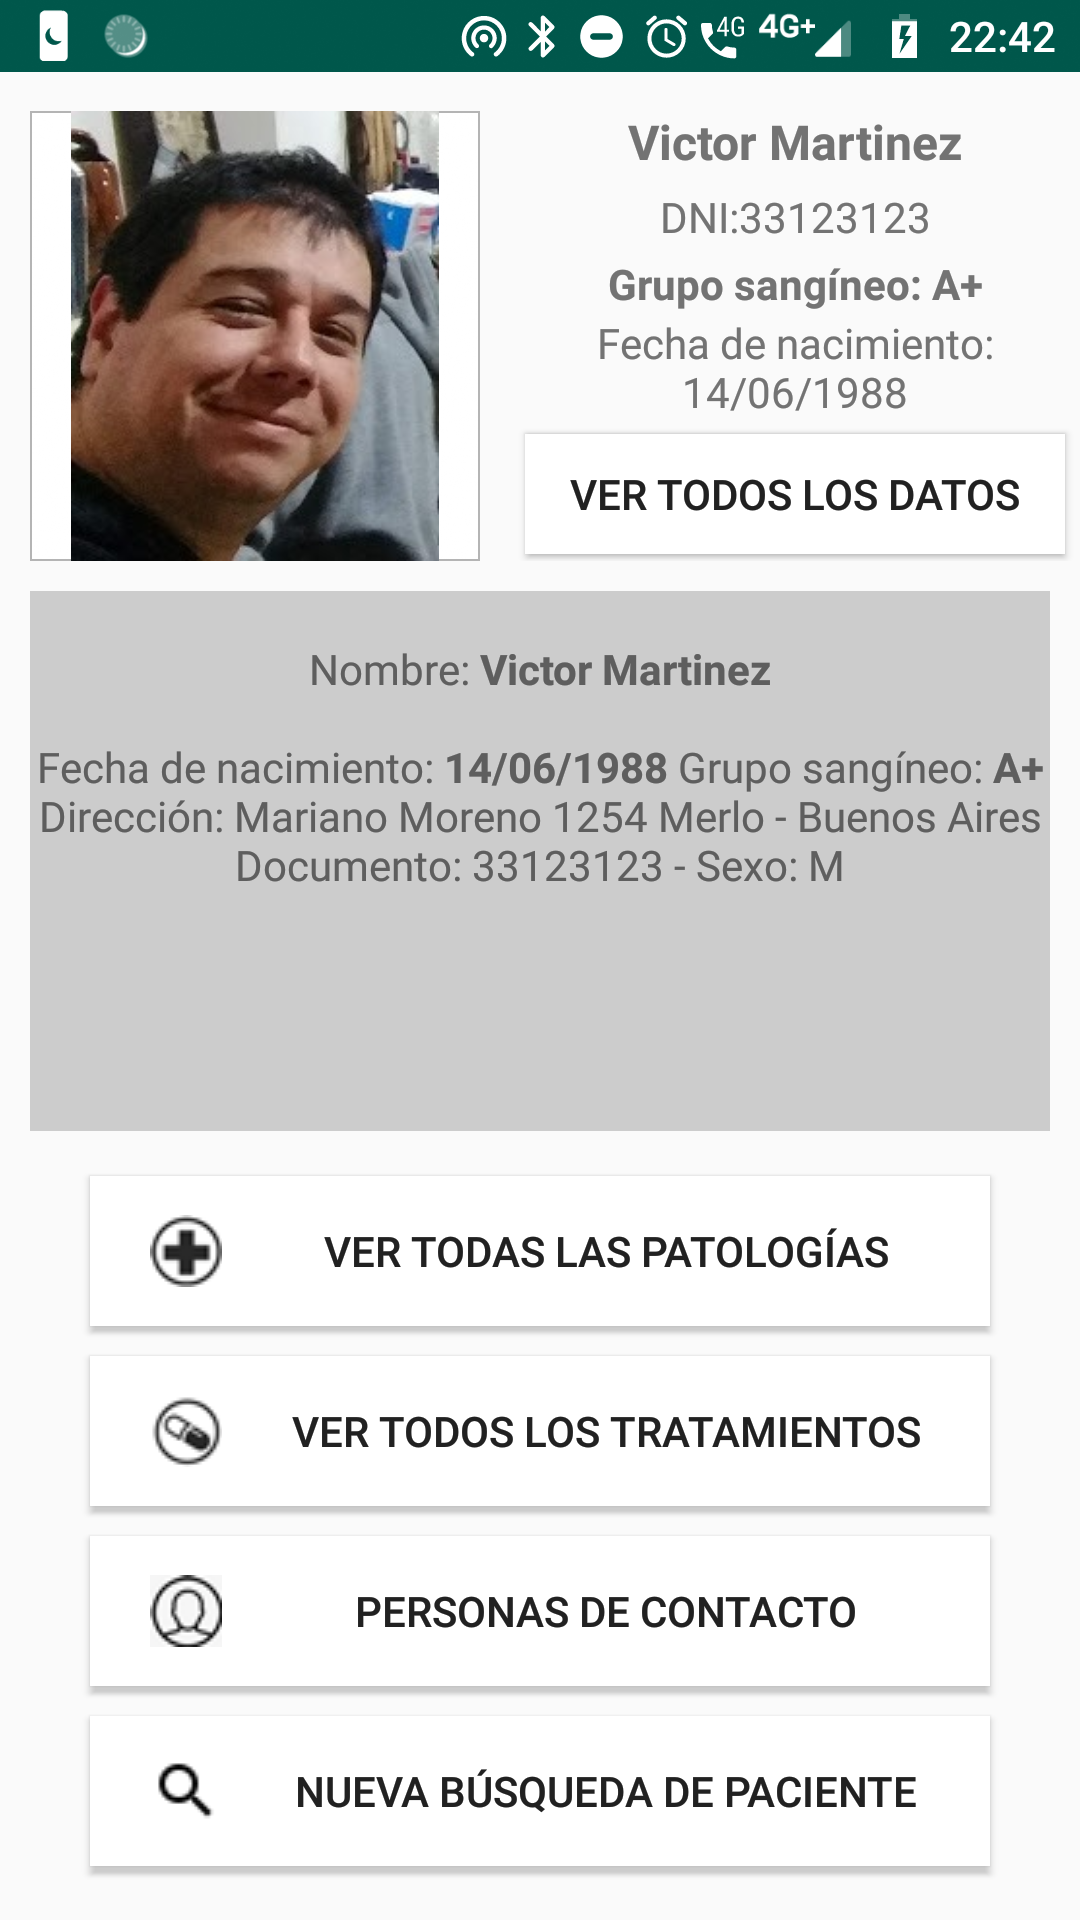 4G 4G+ 22:42
Victor Martinez
DNI:33123123
Grupo sangíneo: A+
Fecha de nacimiento:
14/06/1988
VER TODOS LOS DATOS
Nombre: Victor Martinez
Fecha de nacimiento: 14/06/1988 Grupo sangíneo: A+
Dirección: Mariano Moreno 1254 Merlo - Buenos Aires
Documento: 33123123 - Sexo: M
VER TODAS LAS PATOLOGÍAS
VER TODOS LOS TRATAMIENTOS
PERSONAS DE CONTACTO
NUEVA BÚSQUEDA DE PACIENTE